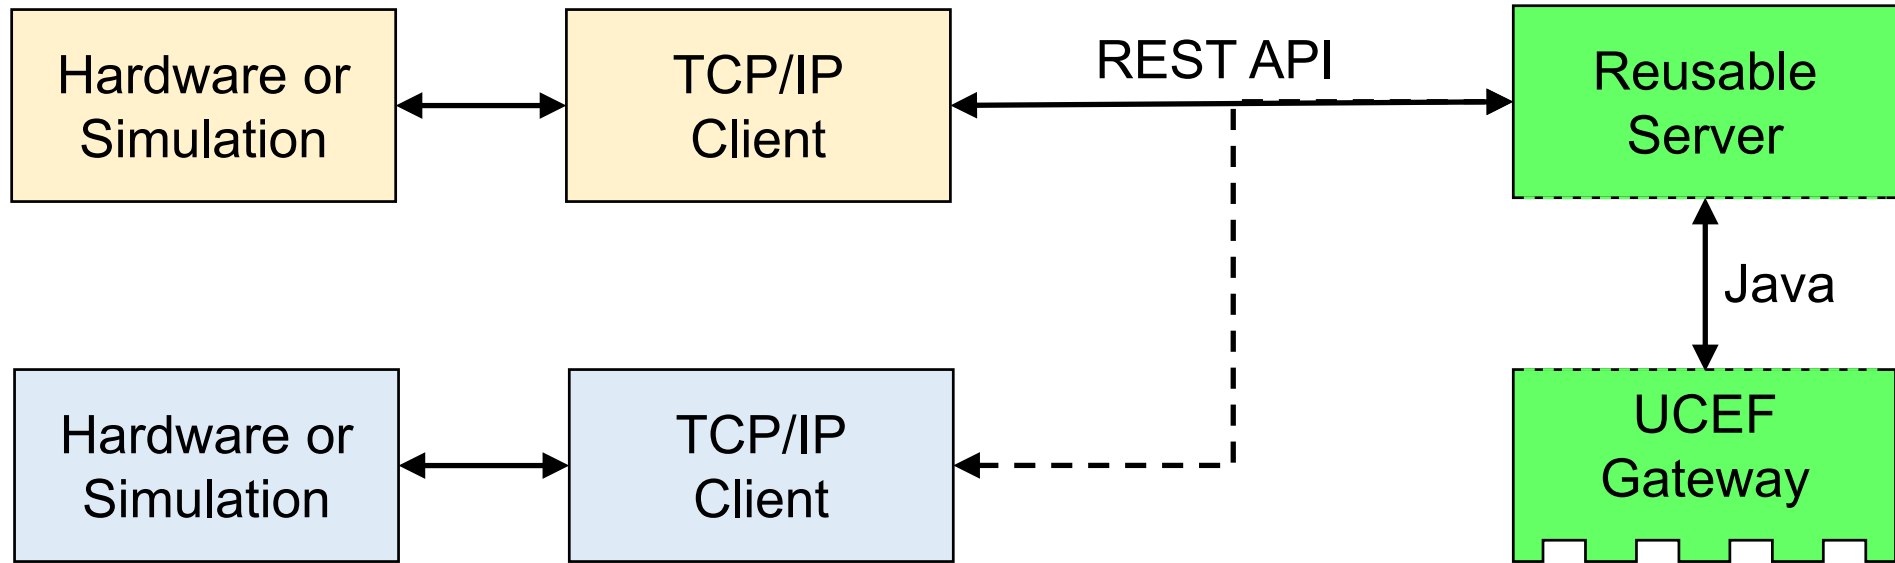 Hardware or
Simulation
TCP/IP
Client
REST API
Reusable
Server
Java
Hardware or
Simulation
TCP/IP
Client
UCEF
Gateway